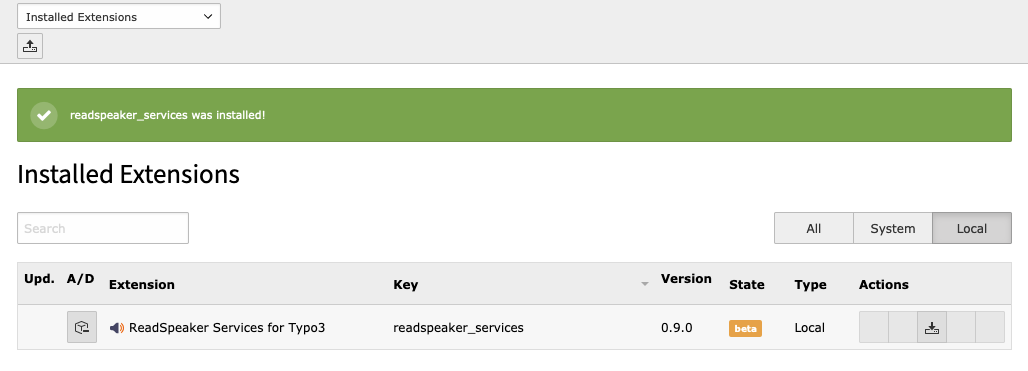 Installed Extensions
readspeaker_services was installed!
Installed Extensions
Search
All System Local
Upd. A/D Extension Key Version State Type Actions
ReadSpeaker Services for Typo3 readspeaker_services 0.9.0 beta Local